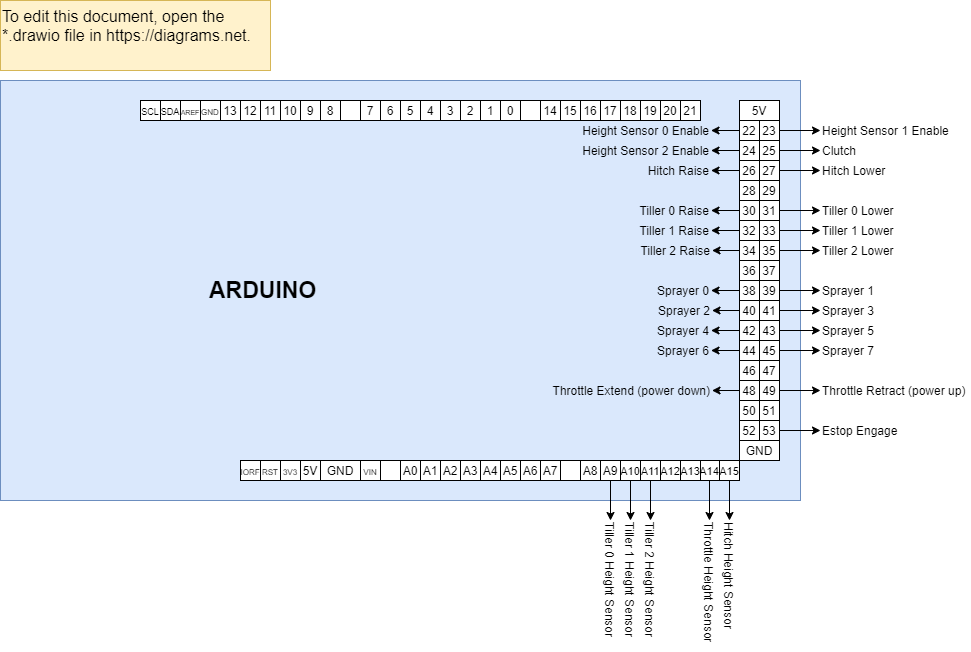 To edit this document, open the
*.drawio file in https://diagrams.net.
SCL SDA AREF GND 13 12 11 10 9 8 7 6 5 4 3 2 1 0 14 15 16 17 18 19 20 21 5V
Height Sensor 0 Enable 22 23 Height Sensor 1 Enable
Height Sensor 2 Enable 24 25 Clutch
Hitch Raise 26 27 Hitch Lower
28 29
Tiller 0 Raise 30 31 Tiller 0 Lower
Tiller 1 Raise 32 33 Tiller 1 Lower
Tiller 2 Raise 34 35 Tiller 2 Lower
36 37
ARDUINO
Sprayer 0 38 39 Sprayer 1
Sprayer 2 40 41 Sprayer 3
Sprayer 4 42 43 Sprayer 5
Sprayer 6 44 45 Sprayer 7
46 47
Throttle Extend (power down) 48 49 Throttle Retract (power up)
50 51
52 53 Estop Engage
GND
IORF RST 3V3 5V GND VIN A0 A1 A2 A3 A4 A5 A6 A7 A8 A9 A10 A11 A12 A13 A14 A15
Tiller 0 Height Sensor
Tiller 1 Height Sensor
Tiller 2 Height Sensor
Throttle Height Sensor
Hitch Height Sensor